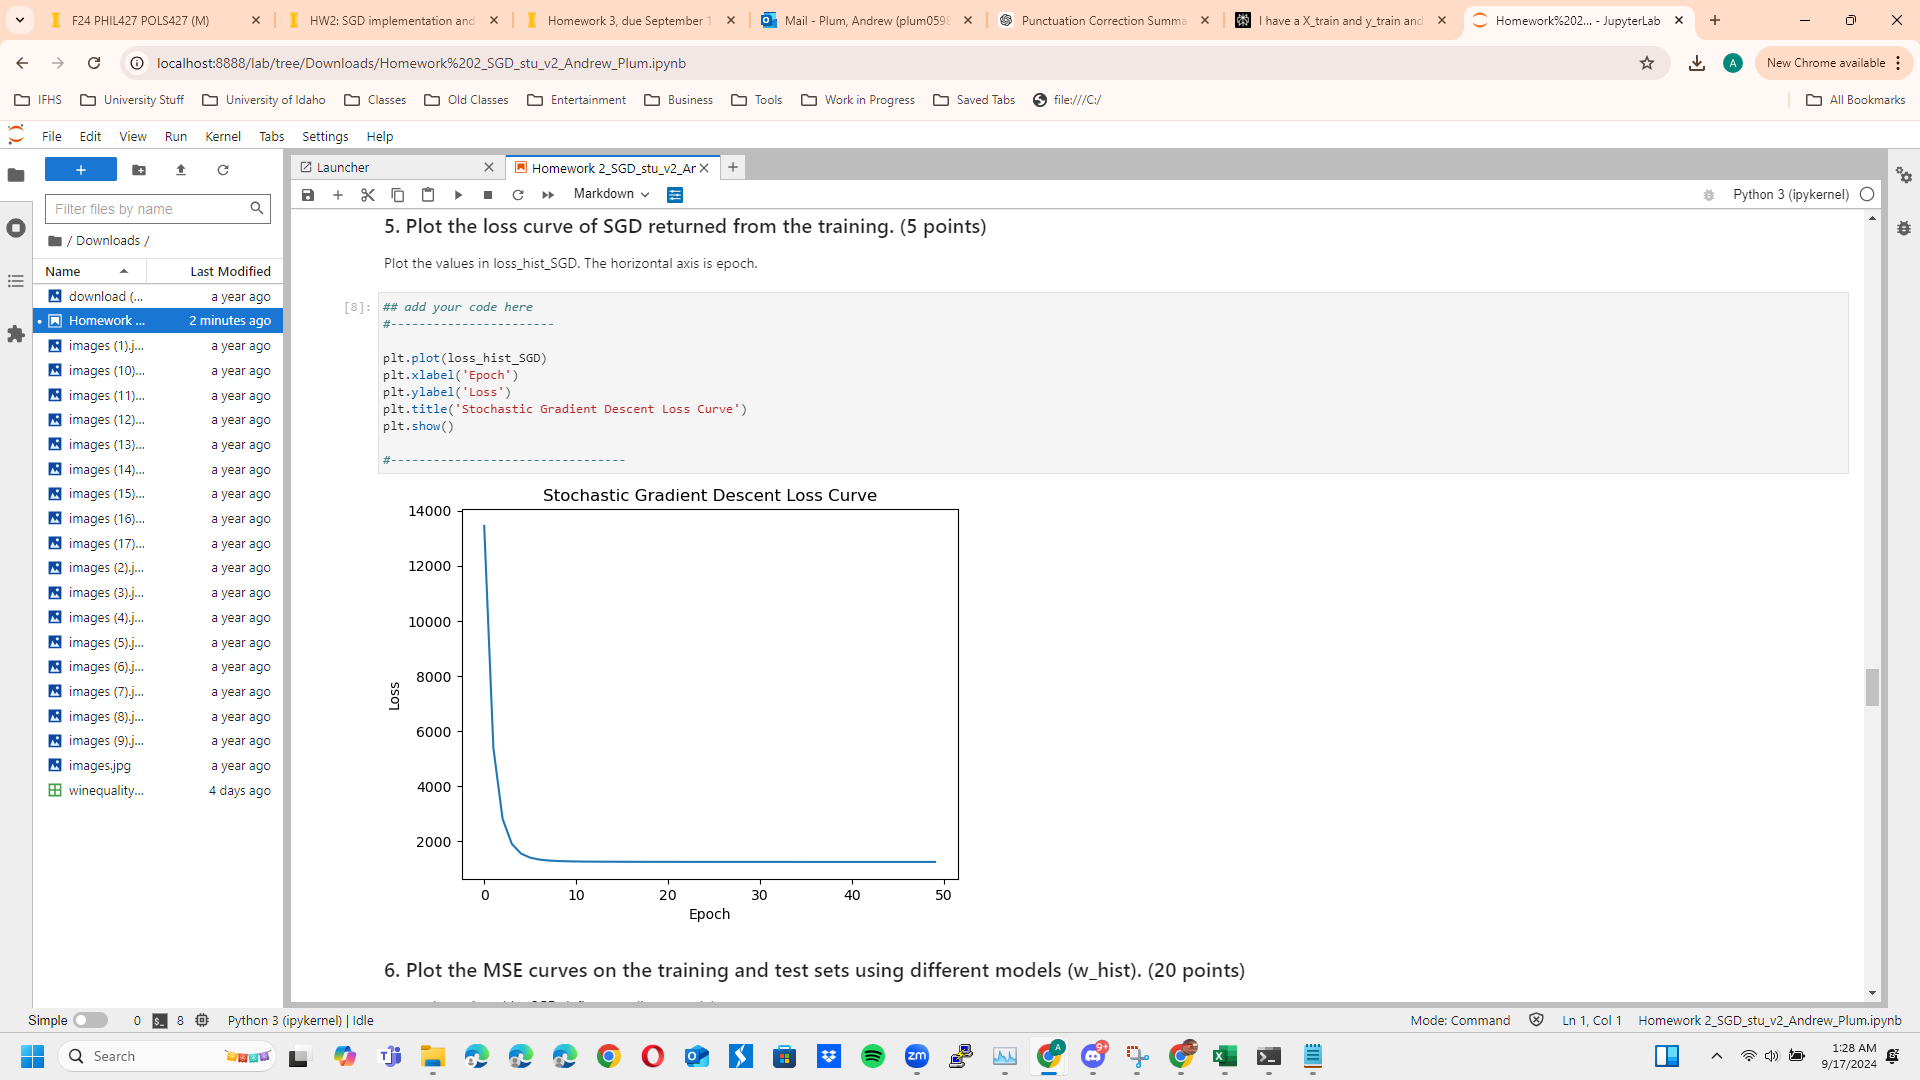 F24 PHIL427 POLS427 (M)
HW2: SGD implementation and
Homework 3, due September 1
Mail - Plum, Andrew (plum0598
Punctuation Correction Summa
I have a X_train and y_train and
Homework%202... - JupyterLab
localhost:8888/lab/tree/Downloads/Homework%202_SGD_stu_v2_Andrew_Plum.ipynb
A
New Chrome available
IFHS
University Stuff
University of Idaho
Classes
Old Classes
Entertainment
Business
Tools
Work in Progress
Saved Tabs
file:///C:/
All Bookmarks
File Edit View Run Kernel Tabs Settings Help
Launcher
Homework 2_SGD_stu_v2_Ar
Markdown
Python 3 (ipykernel)
Filter files by name
/ Downloads /
Name Last Modified
download (... a year ago
Homework ... 2 minutes ago
images (1).j... a year ago
images (10)... a year ago
images (11)... a year ago
images (12)... a year ago
images (13)... a year ago
images (14)... a year ago
images (15)... a year ago
images (16)... a year ago
images (17)... a year ago
images (2).j... a year ago
images (3).j... a year ago
images (4).j... a year ago
images (5).j... a year ago
images (6).j... a year ago
images (7).j... a year ago
images (8).j... a year ago
images (9).j... a year ago
images.jpg a year ago
winequality... 4 days ago
5. Plot the loss curve of SGD returned from the training. (5 points)
Plot the values in loss_hist_SGD. The horizontal axis is epoch.
[8]:
## add your code here
#-----------------------
plt.plot(loss_hist_SGD)
plt.xlabel('Epoch')
plt.ylabel('Loss')
plt.title('Stochastic Gradient Descent Loss Curve')
plt.show()
#---------------------------------
Stochastic Gradient Descent Loss Curve
14000
12000
10000
8000
6000
4000
2000
Loss
0 10 20 30 40 50
Epoch
6. Plot the MSE curves on the training and test sets using different models (w_hist). (20 points)
Simple 0 8 Python 3 (ipykernel) | Idle
Mode: Command Ln 1, Col 1 Homework 2_SGD_stu_v2_Andrew_Plum.ipynb
Search
zm
A
9+
1:28 AM
9/17/2024